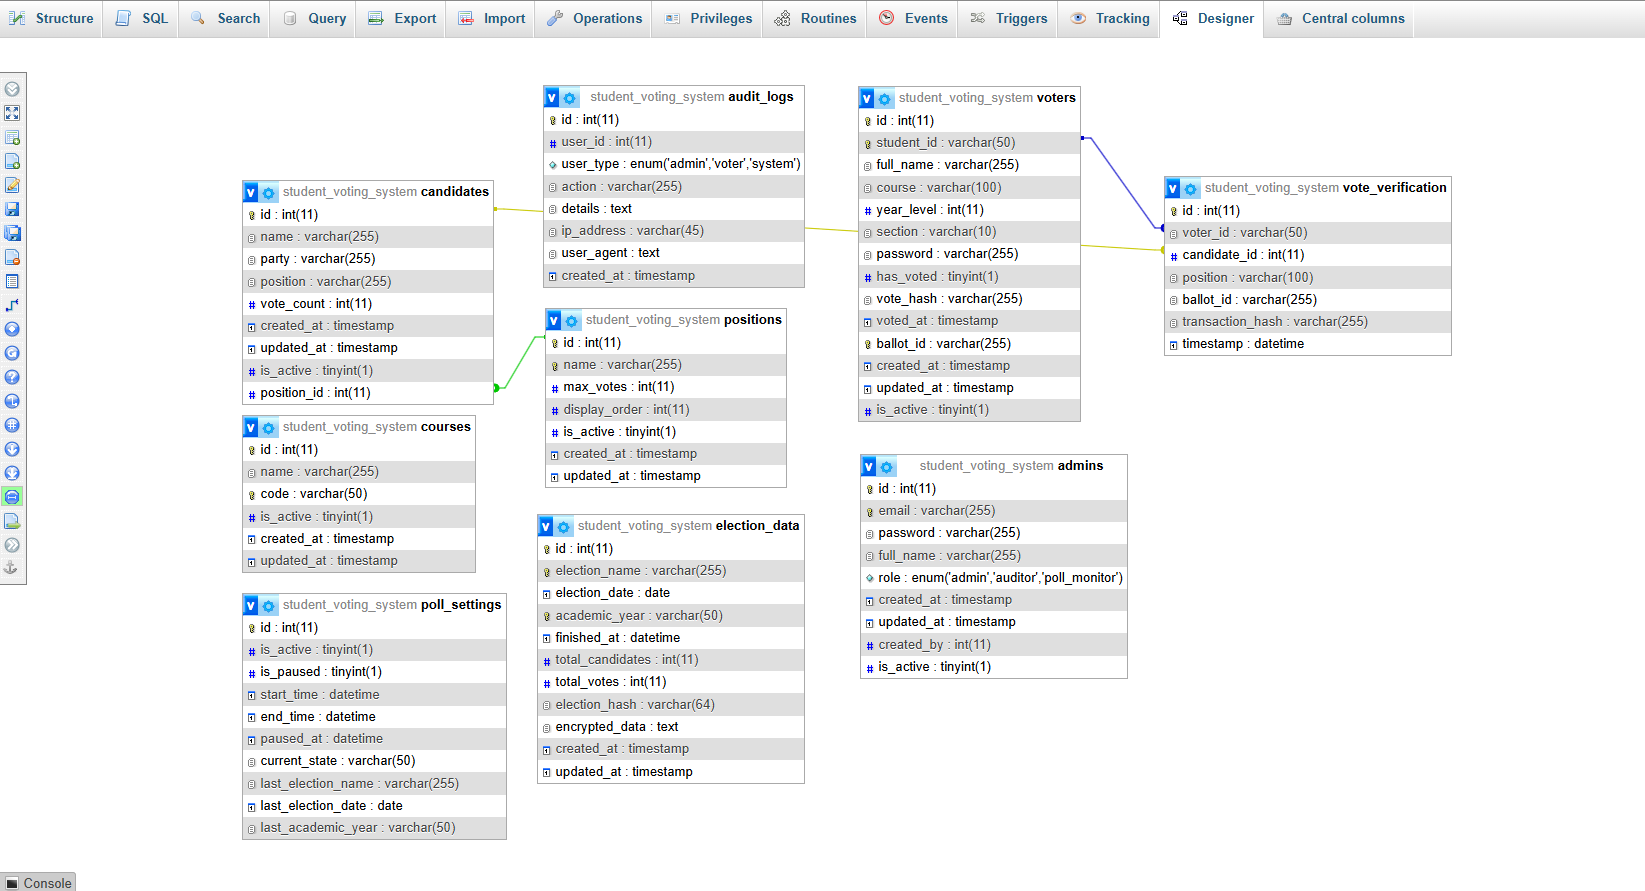 Structure SQL Search Query Export Import Operations Privileges Routines Events Triggers Tracking Designer Central columns
student_voting_system candidates
id : int(11)
name : varchar(255)
party : varchar(255)
position : varchar(255)
vote_count : int(11)
created_at : timestamp
updated_at : timestamp
is_active : tinyint(1)
position_id : int(11)
student_voting_system courses
id : int(11)
name : varchar(255)
code : varchar(50)
is_active : tinyint(1)
created_at : timestamp
updated_at : timestamp
student_voting_system poll_settings
id : int(11)
is_active : tinyint(1)
is_paused : tinyint(1)
start_time : datetime
end_time : datetime
paused_at : datetime
current_state : varchar(50)
last_election_name : varchar(255)
last_election_date : date
last_academic_year : varchar(50)
student_voting_system audit_logs
id : int(11)
user_id : int(11)
user_type : enum('admin','voter','system')
action : varchar(255)
details : text
ip_address : varchar(45)
user_agent : text
created_at : timestamp
student_voting_system positions
id : int(11)
name : varchar(255)
max_votes : int(11)
display_order : int(11)
is_active : tinyint(1)
created_at : timestamp
updated_at : timestamp
student_voting_system election_data
id : int(11)
election_name : varchar(255)
election_date : date
academic_year : varchar(50)
finished_at : datetime
total_candidates : int(11)
total_votes : int(11)
election_hash : varchar(64)
encrypted_data : text
created_at : timestamp
updated_at : timestamp
student_voting_system voters
id : int(11)
student_id : varchar(50)
full_name : varchar(255)
course : varchar(100)
year_level : int(11)
section : varchar(10)
password : varchar(255)
has_voted : tinyint(1)
vote_hash : varchar(255)
voted_at : timestamp
ballot_id : varchar(255)
created_at : timestamp
updated_at : timestamp
is_active : tinyint(1)
student_voting_system admins
id : int(11)
email : varchar(255)
password : varchar(255)
full_name : varchar(255)
role : enum('admin','auditor','poll_monitor')
created_at : timestamp
updated_at : timestamp
created_by : int(11)
is_active : tinyint(1)
student_voting_system vote_verification
id : int(11)
voter_id : varchar(50)
candidate_id : int(11)
position : varchar(100)
ballot_id : varchar(255)
transaction_hash : varchar(255)
timestamp : datetime
Console